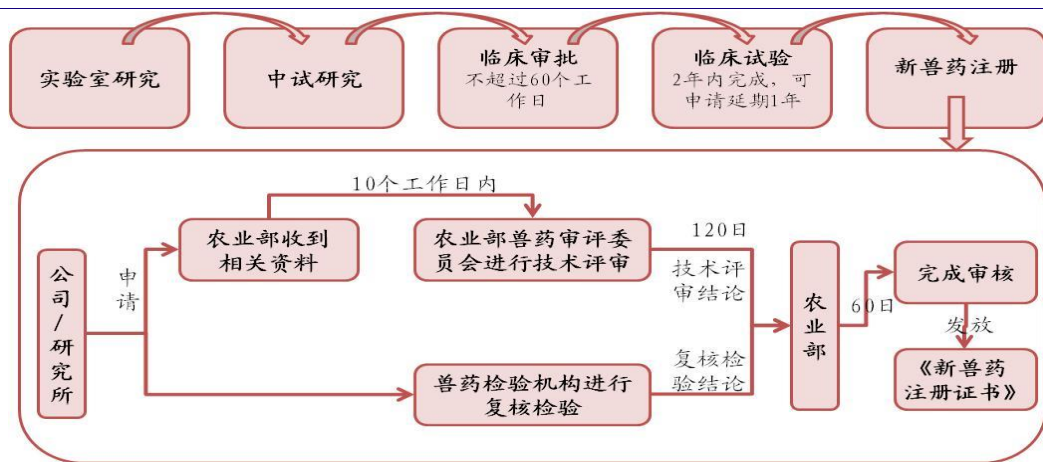 实验室研究
中试研究
临床审批
不超过60个工
作日
临床试验
2年内完成，可
申请延期1年
新兽药注册
公司/研究所
申请
农业部收到
相关资料
10个工作日内
农业部兽药审评委
员会进行技术评审
兽药检验机构进行
复核检验
120日
技术评
审结论
复核检
验结论
农业部
60日
完成审核
发放
《新兽药
注册证书》